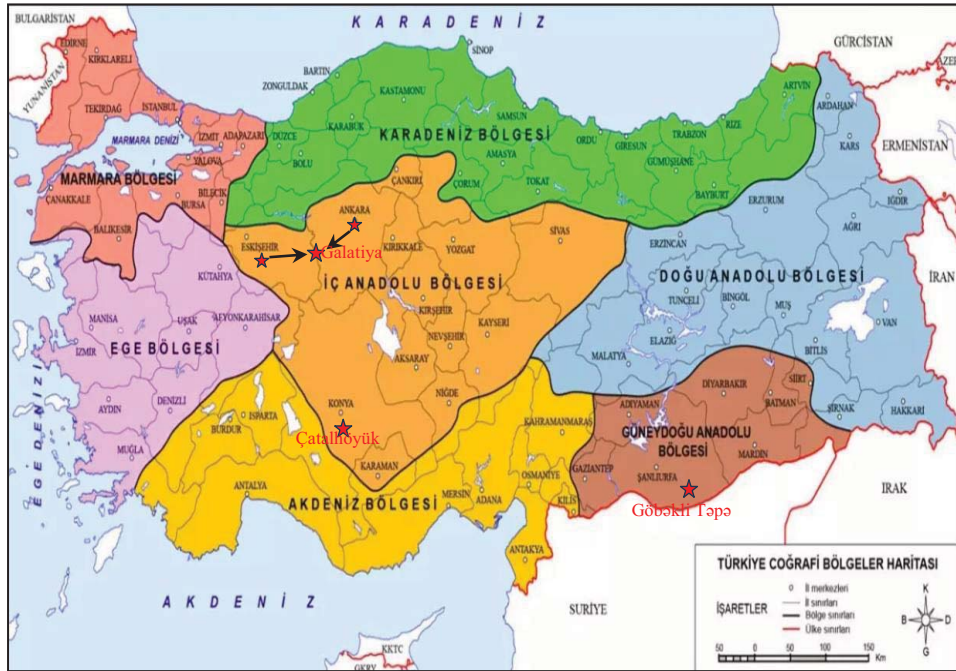 BULGARİSTAN
K A R A D E N İ Z
GÜRCİSTAN
EDİRNE
KIRKLARELİ
YUNANİSTAN
TEKİRDAĞ
İSTANBUL
MARMARA DENİZİ
İZMİT
ADAPAZARI
YALOVA
MARMARA BÖLGESİ
ÇANAKKALE
BURSA
BİLECİK
BALIKESİR
SİNOP
BARTIN
ZONGULDAK
KASTAMONU
KARABÜK
DÜZCE
BOLU
KARADENİZ BÖLGESİ
SAMSUN
AMASYA
ÇORUM
TOKAT
ORDU
GİRESUN
TRABZON
RİZE
ARTVİN
GÜMÜŞHANE
BAYBURT
ARDAHAN
KARS
ERMENİSTAN
AZE
IĞDIR
AĞRI
ERZURUM
ERZİNCAN
DOĞU ANADOLU BÖLGESİ
İRAN
TUNCELİ
BİNGÖL
MUŞ
VAN
ELAZIĞ
MALATYA
BİTLİS
HAKKARİ
ŞIRNAK
SİİRT
ÇANKIRI
ANKARA
ESKİŞEHİR
Galatiya
KIRIKKALE
YOZGAT
SİVAS
İÇ ANADOLU BÖLGESİ
KIRŞEHİR
NEVŞEHİR
KAYSERİ
AKSARAY
NİĞDE
KONYA
Çatalhöyük
KARAMAN
KÜTAHYA
MANİSA
UŞAK
AFYONKARAHİSAR
EGE BÖLGESİ
İZMİR
AYDIN
DENİZLİ
MUĞLA
EGE DENİZİ
ISPARTA
BURDUR
ANTALYA
AKDENİZ BÖLGESİ
MERSİN
ADANA
OSMANİYE
KAHRAMANMARAŞ
KİLİS
ANTAKYA
ADIYAMAN
DİYARBAKIR
BATMAN
GÜNEYDOĞU ANADOLU
BÖLGESİ
GAZİANTEP
ŞANLIURFA
MARDİN
Göbəkli Təpə
IRAK
SURİYE
A K D E N İ Z
KKTC
GKRY
TÜRKİYE COĞRAFİ BÖLGELER HARİTASI
İŞARETLER
İl merkezleri
İl sınırları
Bölge sınırları
Ülke sınırları
K
B
D
G
50 0 50 100 150
Km